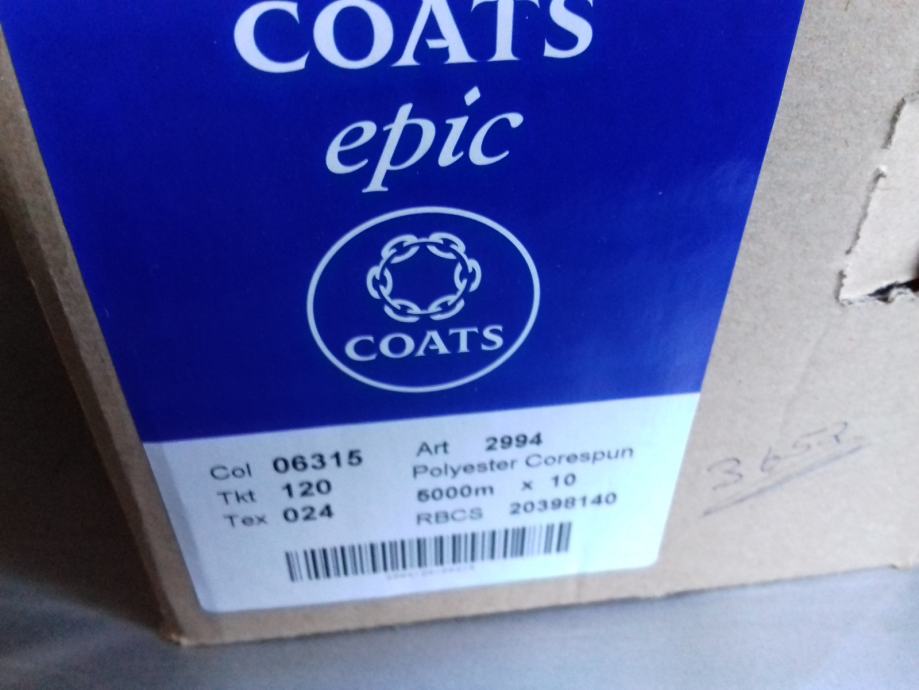 COATS
epic
COATS
Col 06315
Tkt 120
Tex 024
Art 2994
Polyester Corespun
5000m x 10
RBCS 20398140